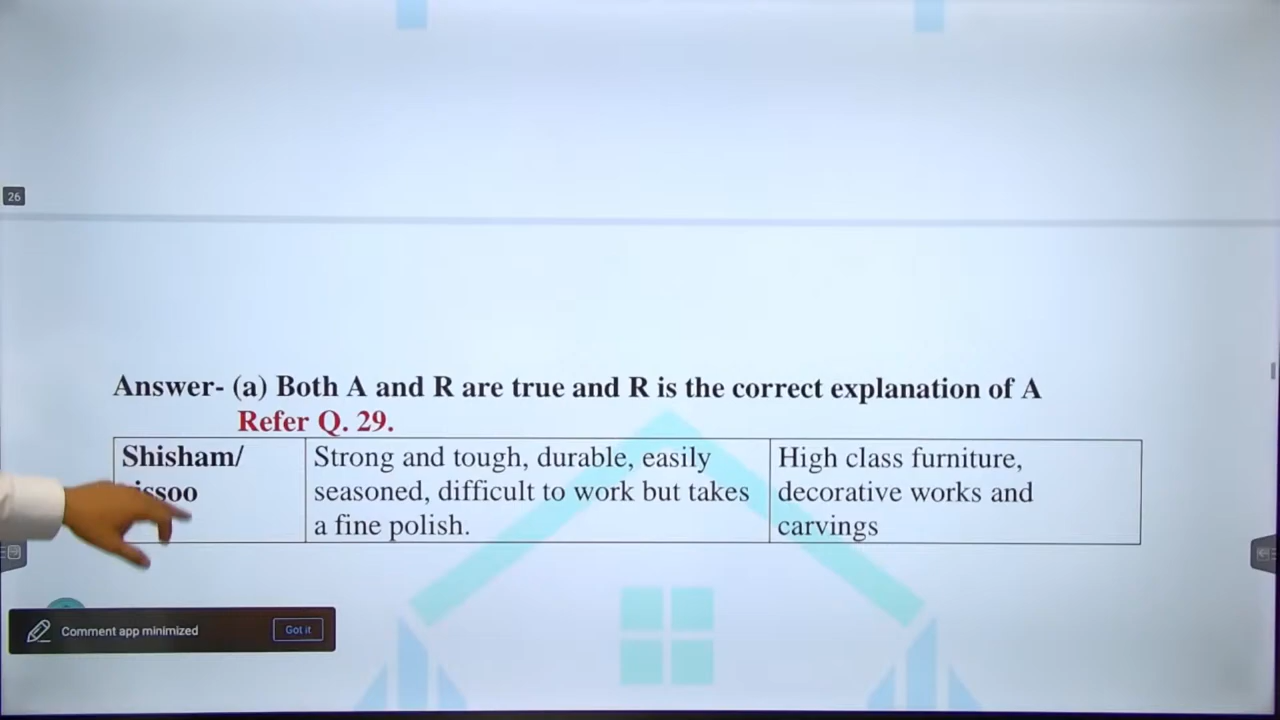 26
Answer- (a) Both A and R are true and R is the correct explanation of A
Refer Q. 29.
Shisham/
Strong and tough, durable, easily
seasoned, difficult to work but takes
a fine polish.
High class furniture,
decorative works and
carvings
Comment app minimized
Got it